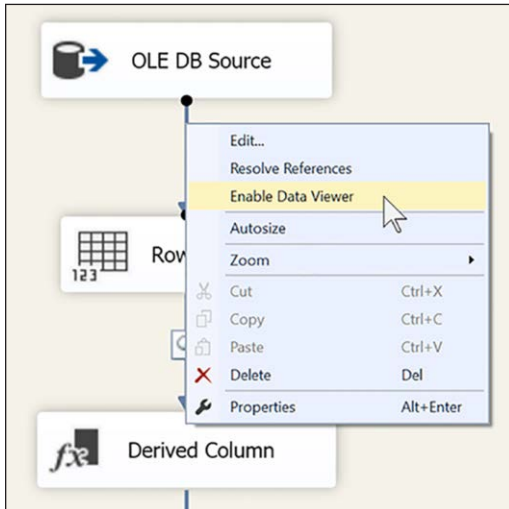 OLE DB Source
Edit...
Resolve References
Enable Data Viewer
Autosize
Row
Zoom
123
Cut Ctrl+X
Copy Ctrl+C
Paste Ctrl+V
Delete Del
Properties Alt+Enter
fx Derived Column